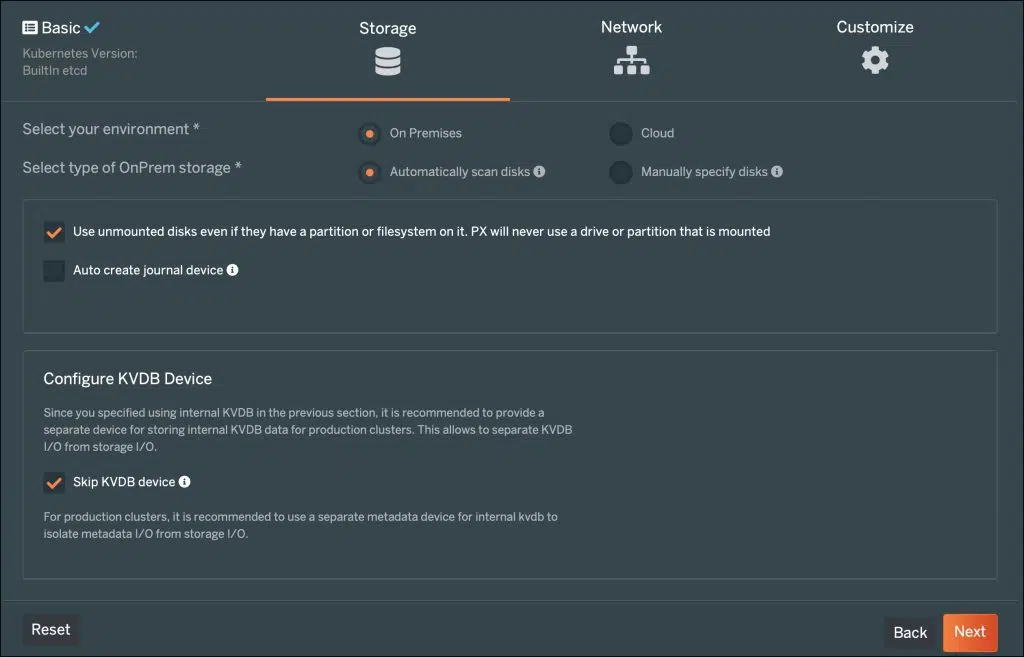 Basic
Storage
Network
Customize
Kubernetes Version:
BuiltIn etcd
Select your environment *
On Premises
Cloud
Select type of OnPrem storage *
Automatically scan disks
Manually specify disks
Use unmounted disks even if they have a partition or filesystem on it. PX will never use a drive or partition that is mounted
Auto create journal device
Configure KVDB Device
Since you specified using internal KVDB in the previous section, it is recommended to provide a
separate device for storing internal KVDB data for production clusters. This allows to separate KVDB
I/O from storage I/O.
Skip KVDB device
For production clusters, it is recommended to use a separate metadata device for internal kvdb to
isolate metadata I/O from storage I/O.
Reset
Back
Next